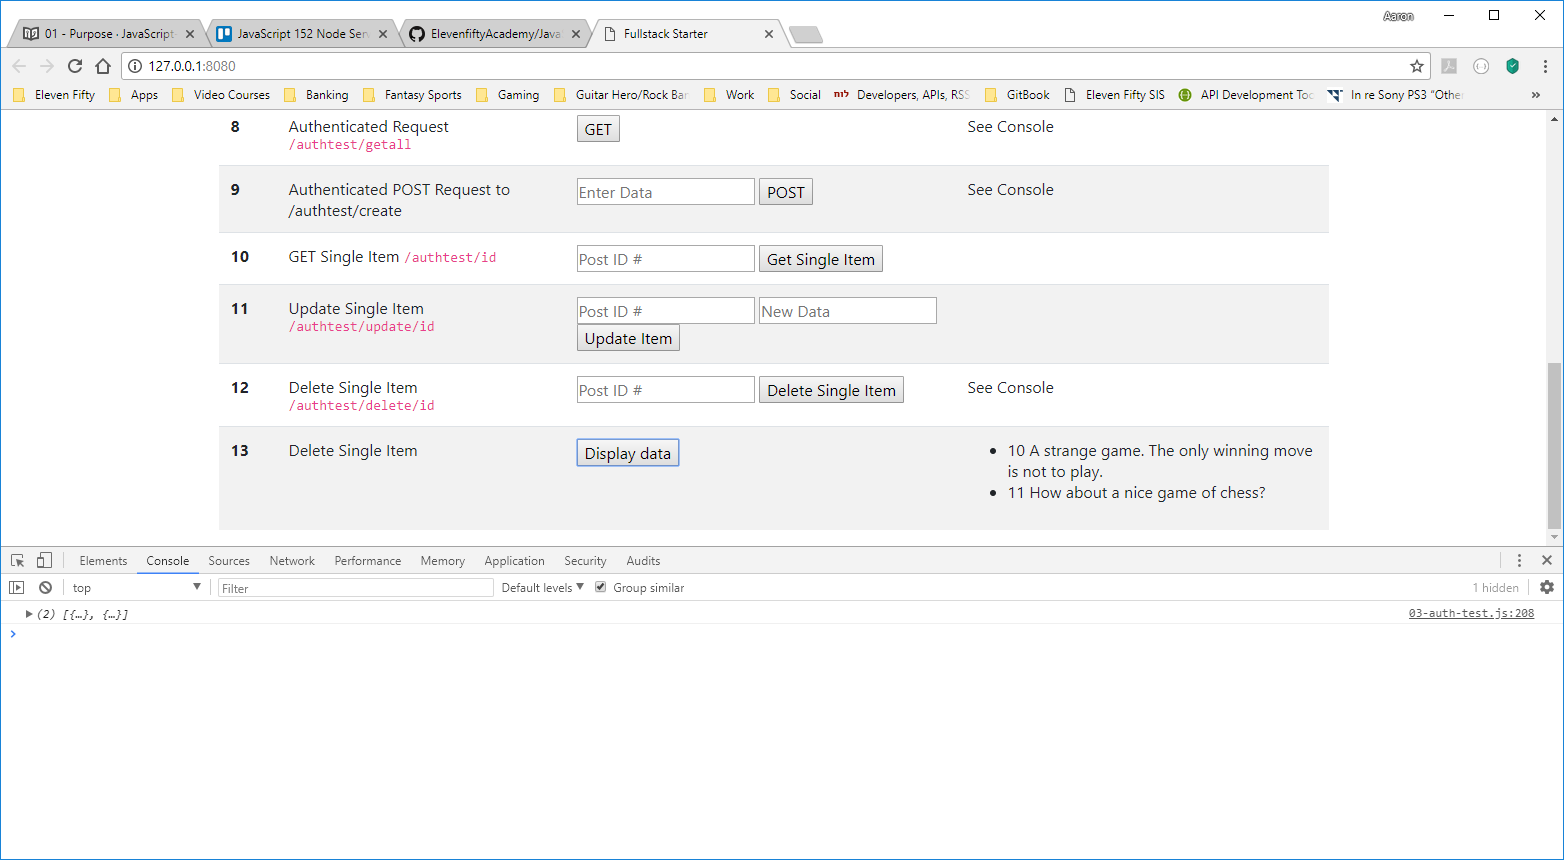 Aaron
01 - Purpose · JavaScript
JavaScript 152 Node Serv
ElevenfiftyAcademy/Java
Fullstack Starter
127.0.0.1:8080
Eleven Fifty
Apps
Video Courses
Banking
Fantasy Sports
Gaming
Guitar Hero/Rock Ban
Work
Social
Developers, APIs, RSS
GitBook
Eleven Fifty SIS
API Development Too
In re Sony PS3 "Other
»
8 Authenticated Request GET See Console
/authtest/getall
9 Authenticated POST Request to Enter Data POST See Console
/authtest/create
10 GET Single Item /authtest/id Post ID # Get Single Item
11 Update Single Item Post ID # New Data
/authtest/update/id Update Item
12 Delete Single Item Post ID # Delete Single Item See Console
/authtest/delete/id
13 Delete Single Item Display data • 10 A strange game. The only winning move
is not to play.
• 11 How about a nice game of chess?
Elements Console Sources Network Performance Memory Application Security Audits
top Filter Default levels Group similar 1 hidden
(2) [{…}, {…}] 03-auth-test.js:208